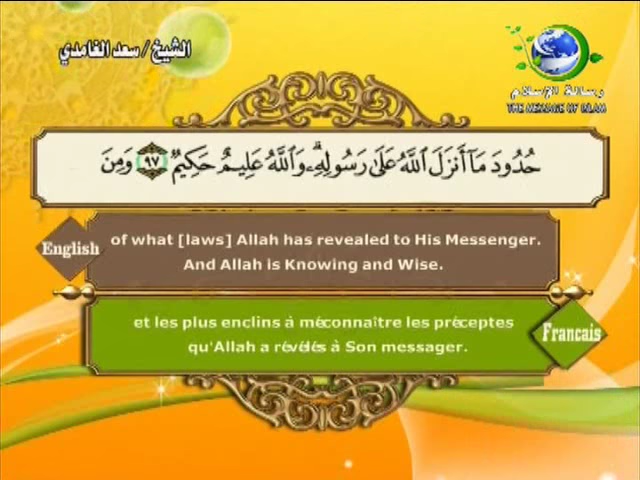 الشيخ / سعد الغامدي
رسالة الإسلام
THE MESSAGE OF ISLAM
حُدُودَ مَآ أَنزَلَ ٱللَّهُ عَلَىٰ رَسُولِهِۦۗ وَٱللَّهُ عَلِيمٌ حَكِيمٌ ٩٧ وَمِنَ
English
of what [laws] Allah has revealed to His Messenger.
And Allah is Knowing and Wise.
et les plus enclins à méconnaître les préceptes
qu'Allah a révélés à Son messager.
Francais